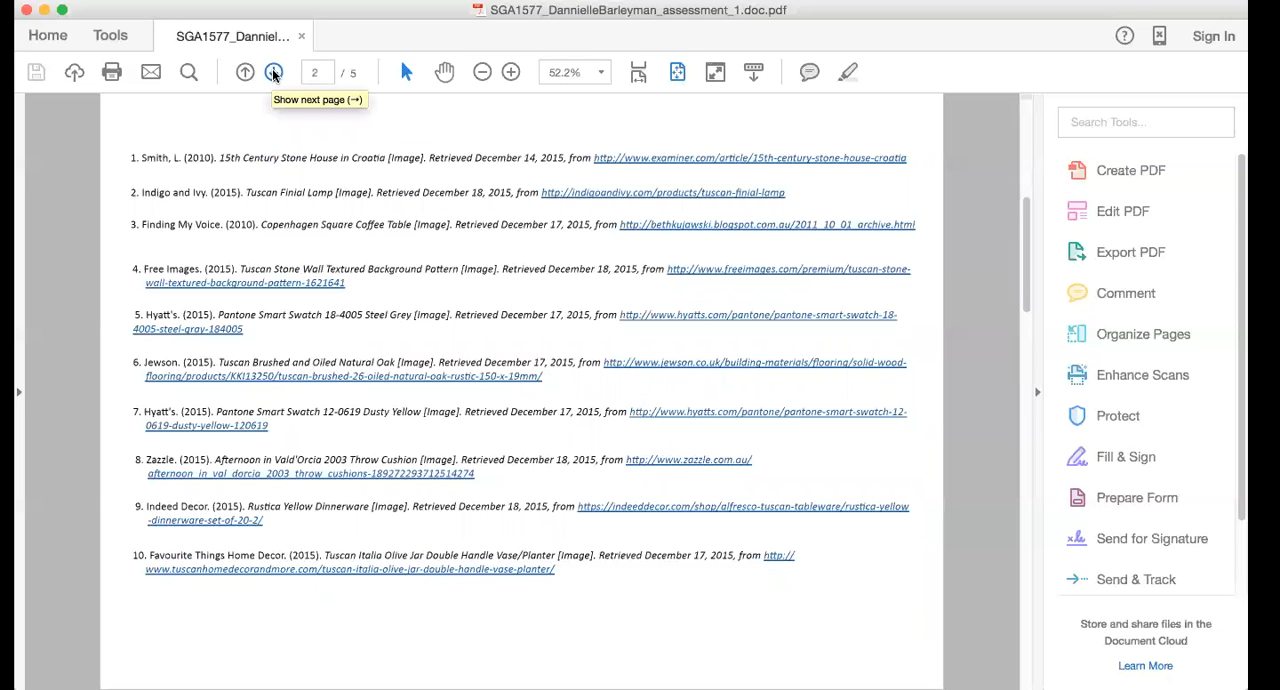 SGA1577_DannielleBarleyman_assessment_1.doc.pdf
Home Tools SGA1577_Danniel... × Sign In
2 / 5 52.2%
Show next page (→)
Search Tools...
1. Smith, L. (2010). 15th Century Stone House in Croatia [Image]. Retrieved December 14, 2015, from http://www.examiner.com/article/15th-century-stone-house-croatia
2. Indigo and Ivy. (2015). Tuscan Finial Lamp [Image]. Retrieved December 18, 2015, from http://indigoandivy.com/products/tuscan-finial-lamp
3. Finding My Voice. (2010). Copenhagen Square Coffee Table [Image]. Retrieved December 17, 2015, from http://bethkujawski.blogspot.com.au/2011_10_01_archive.html
4. Free Images. (2015). Tuscan Stone Wall Textured Background Pattern [Image]. Retrieved December 18, 2015, from http://www.freeimages.com/premium/tuscan-stone-
wall-textured-background-pattern-1621641
5. Hyatt's. (2015). Pantone Smart Swatch 18-4005 Steel Grey [Image]. Retrieved December 17, 2015, from http://www.hyatts.com/pantone/pantone-smart-swatch-18-
4005-steel-gray-184005
6. Jewson. (2015). Tuscan Brushed and Oiled Natural Oak [Image]. Retrieved December 17, 2015, from http://www.jewson.co.uk/building-materials/flooring/solid-wood-
flooring/products/KKI13250/tuscan-brushed-26-oiled-natural-oak-rustic-150-x-19mm/
7. Hyatt's. (2015). Pantone Smart Swatch 12-0619 Dusty Yellow [Image]. Retrieved December 17, 2015, from http://www.hyatts.com/pantone/pantone-smart-swatch-12-
0619-dusty-yellow-120619
8. Zazzle. (2015). Afternoon in Vald'Orcia 2003 Throw Cushion [Image]. Retrieved December 18, 2015, from http://www.zazzle.com.au/
afternoon_in_val_dorcia_2003_throw_cushions-189272293712514274
9. Indeed Decor. (2015). Rustica Yellow Dinnerware [Image]. Retrieved December 18, 2015, from https://indeeddecor.com/shop/alfresco-tuscan-tableware/rustica-yellow
-dinnerware-set-of-20-2/
10. Favourite Things Home Decor. (2015). Tuscan Italia Olive Jar Double Handle Vase/Planter [Image]. Retrieved December 17, 2015, from http://
www.tuscanhomedecorandmore.com/tuscan-italia-olive-jar-double-handle-vase-planter/
Create PDF
Edit PDF
Export PDF
Comment
Organize Pages
Enhance Scans
Protect
Fill & Sign
Prepare Form
Send for Signature
Send & Track
Store and share files in the
Document Cloud
Learn More